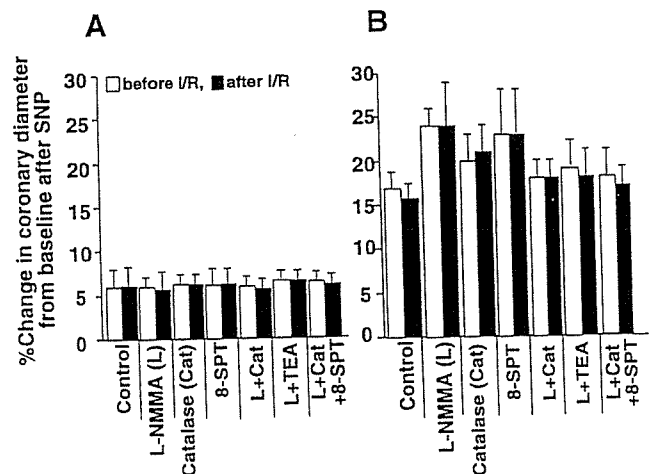 A
B
%Change in coronary diameter
from baseline after SNP
30
25
20
15
10
5
0
before I/R, after I/R
Control
L-NMMA (L)
Catalase (Cat)
8-SPT
L+Cat
L+TEA
L+Cat
+8-SPT
30
25
20
15
10
5
0
Control
L-NMMA (L)
Catalase (Cat)
8-SPT
L+Cat
L+TEA
L+Cat
+8-SPT